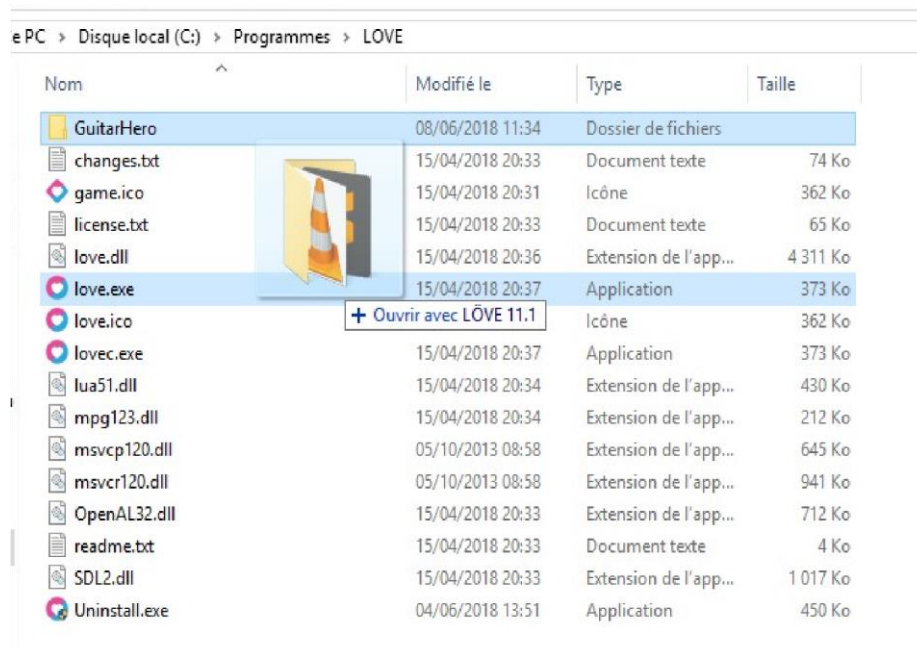 e PC > Disque local (C:) > Programmes > LOVE
Nom Modifié le Type Taille
GuitarHero 08/06/2018 11:34 Dossier de fichiers
changes.txt 15/04/2018 20:33 Document texte 74 Ko
game.ico 15/04/2018 20:31 Icône 362 Ko
license.txt 15/04/2018 20:33 Document texte 65 Ko
love.dll 15/04/2018 20:36 Extension de l'app... 4 311 Ko
love.exe 15/04/2018 20:37 Application 373 Ko
+ Ouvrir avec LÖVE 11.1
love.ico Icône 362 Ko
lovec.exe 15/04/2018 20:37 Application 373 Ko
lua51.dll 15/04/2018 20:34 Extension de l'app... 430 Ko
mpg123.dll 15/04/2018 20:34 Extension de l'app... 212 Ko
msvcp120.dll 05/10/2013 08:58 Extension de l'app... 645 Ko
msvcr120.dll 05/10/2013 08:58 Extension de l'app... 941 Ko
OpenAL32.dll 15/04/2018 20:33 Extension de l'app... 712 Ko
readme.txt 15/04/2018 20:33 Document texte 4 Ko
SDL2.dll 15/04/2018 20:33 Extension de l'app... 1 017 Ko
Uninstall.exe 04/06/2018 13:51 Application 450 Ko